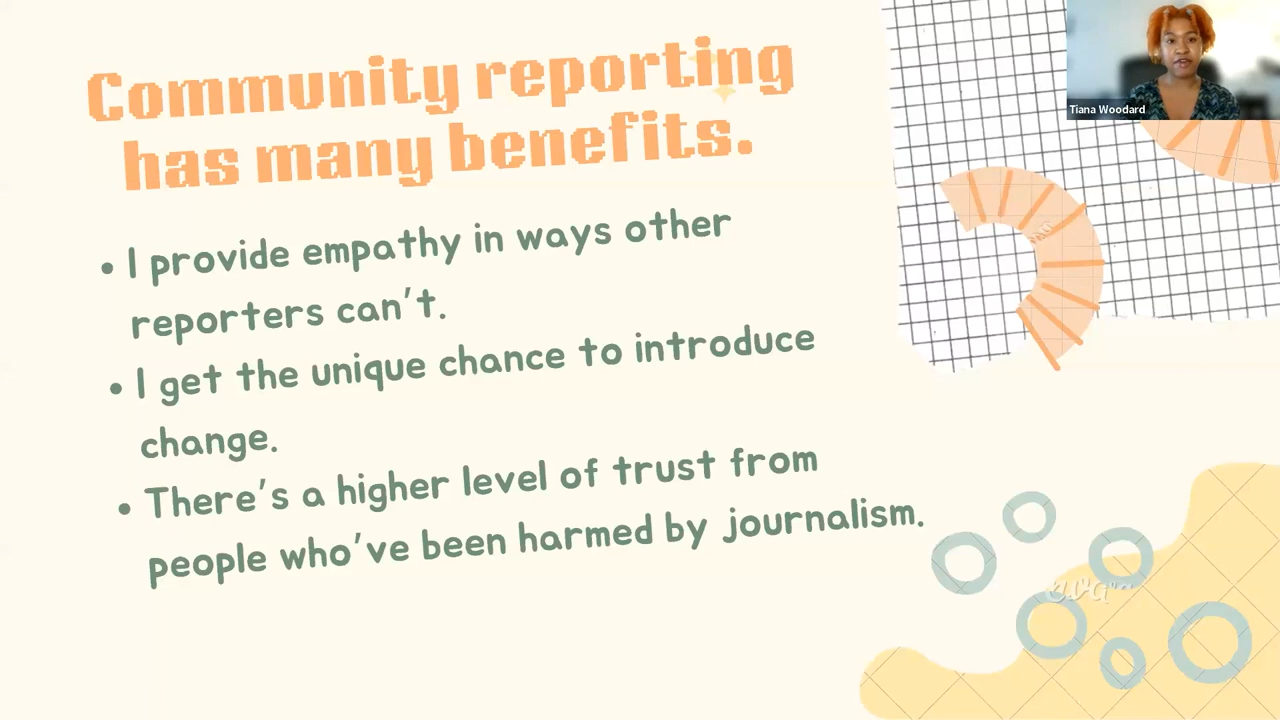 Community reporting
has many benefits.
• I provide empathy in ways other
reporters can't.
• I get the unique chance to introduce
change.
• There's a higher level of trust from
people who've been harmed by journalism.
Tiana Woodard